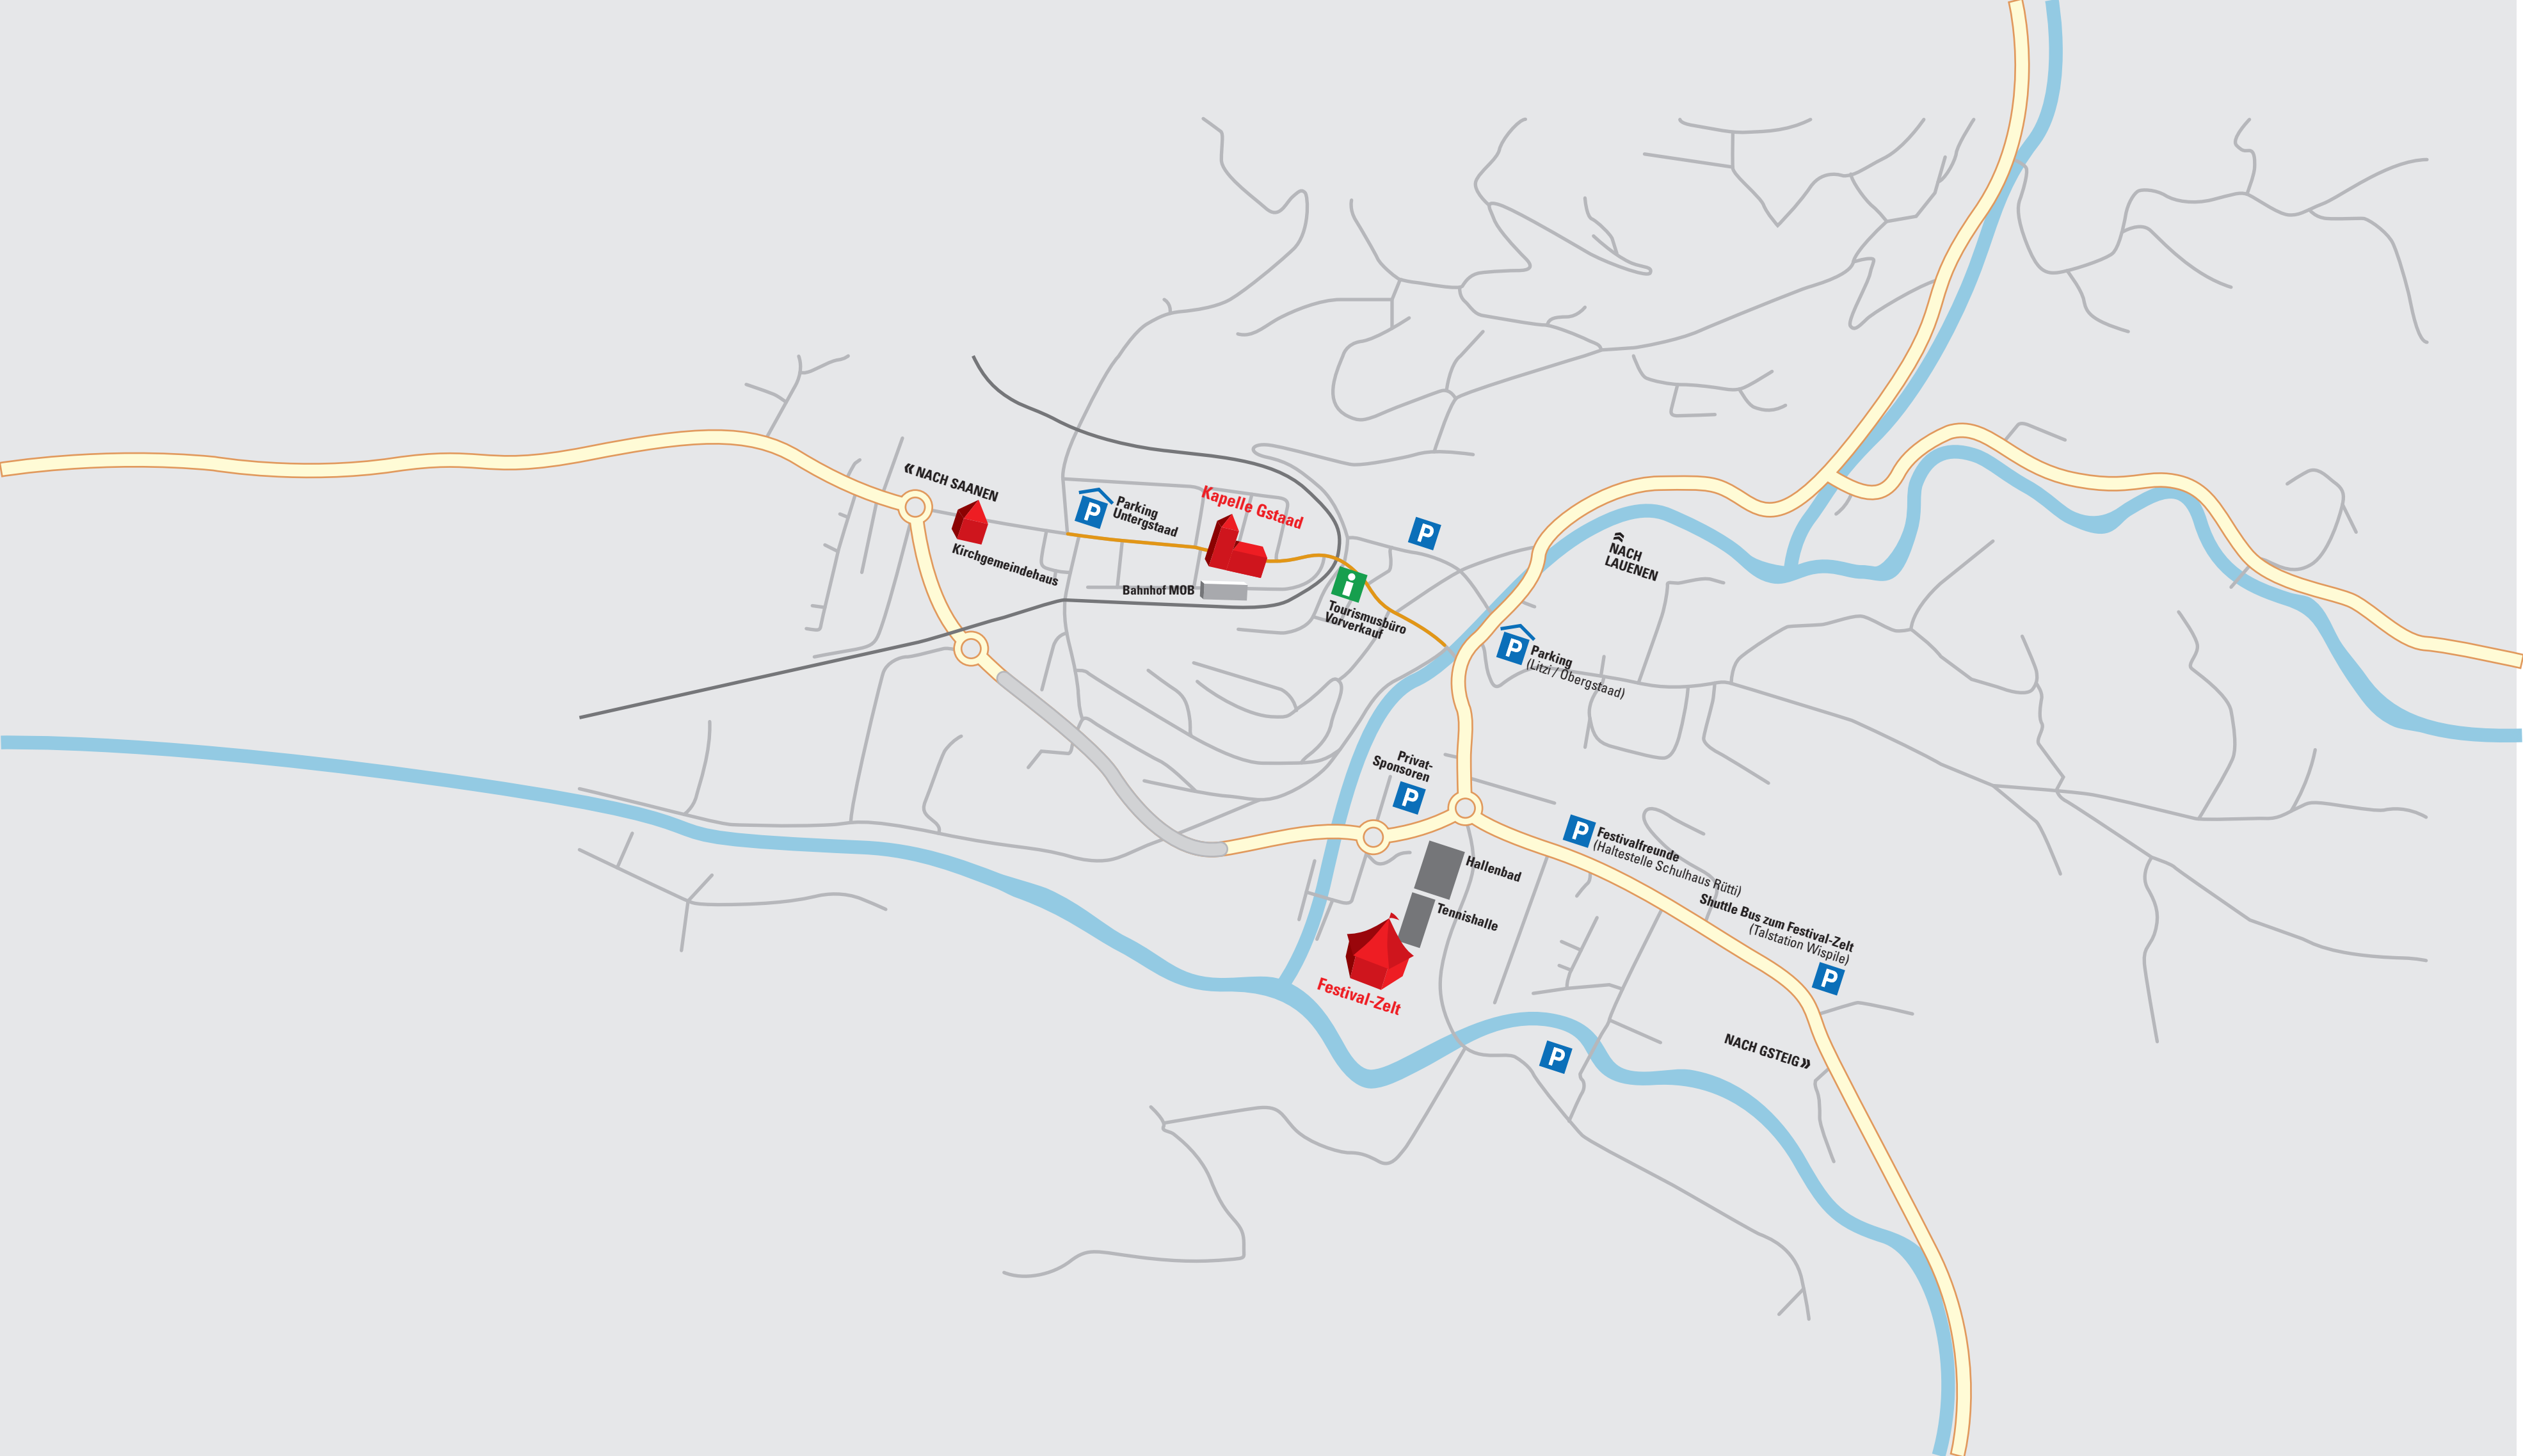 « NACH SAANEN
Kirchgemeindehaus
P
Parking
Untergstaad
Kapelle Gstaad
Bahnhof MOB
i
Tourismusbüro
Vorverkauf
P
NACH
LAUENEN
P
Parking
(Litzi / Obergstaad)
Privat-
Sponsoren
P
P
Festivalfreunde
(Haltestelle Schulhaus Rütti)
Hallenbad
Tennishalle
Festival-Zelt
Shuttle Bus zum Festival-Zelt
(Talstation Wispile)
P
P
NACH GSTEIG »